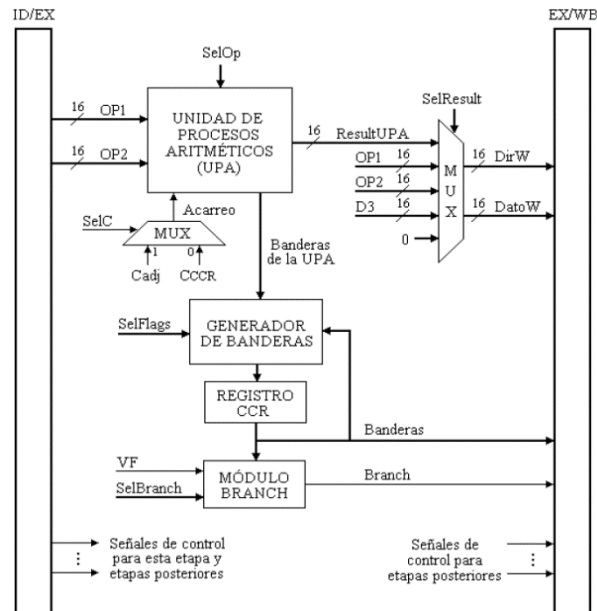 ID/EX
EX/WB
SelOp
SelResult
16 OP1
16 OP2
UNIDAD DE
PROCESOS
ARITMÉTICOS
(UPA)
16 ResultUPA
OP1 16
OP2 16
D3 16
0
M
U
X
16 DirW
16 DatoW
SelC
Acarreo
MUX
1 0
Cadj CCCR
Banderas
de la UPA
SelFlags
GENERADOR
DE BANDERAS
REGISTRO
CCR
Banderas
VF
SelBranch
MÓDULO
BRANCH
Branch
Señales de control
para esta etapa y
etapas posteriores
Señales de
control para
etapas posteriores